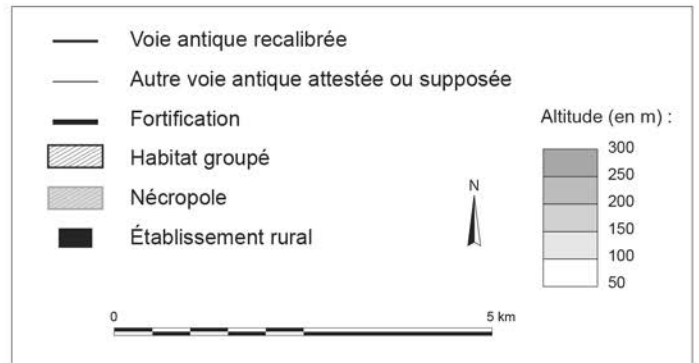 Voie antique recalibrée
Autre voie antique attestée ou supposée
Fortification
Habitat groupé
Nécropole
Établissement rural
N
Altitude (en m) :
300
250
200
150
100
50
0
5 km